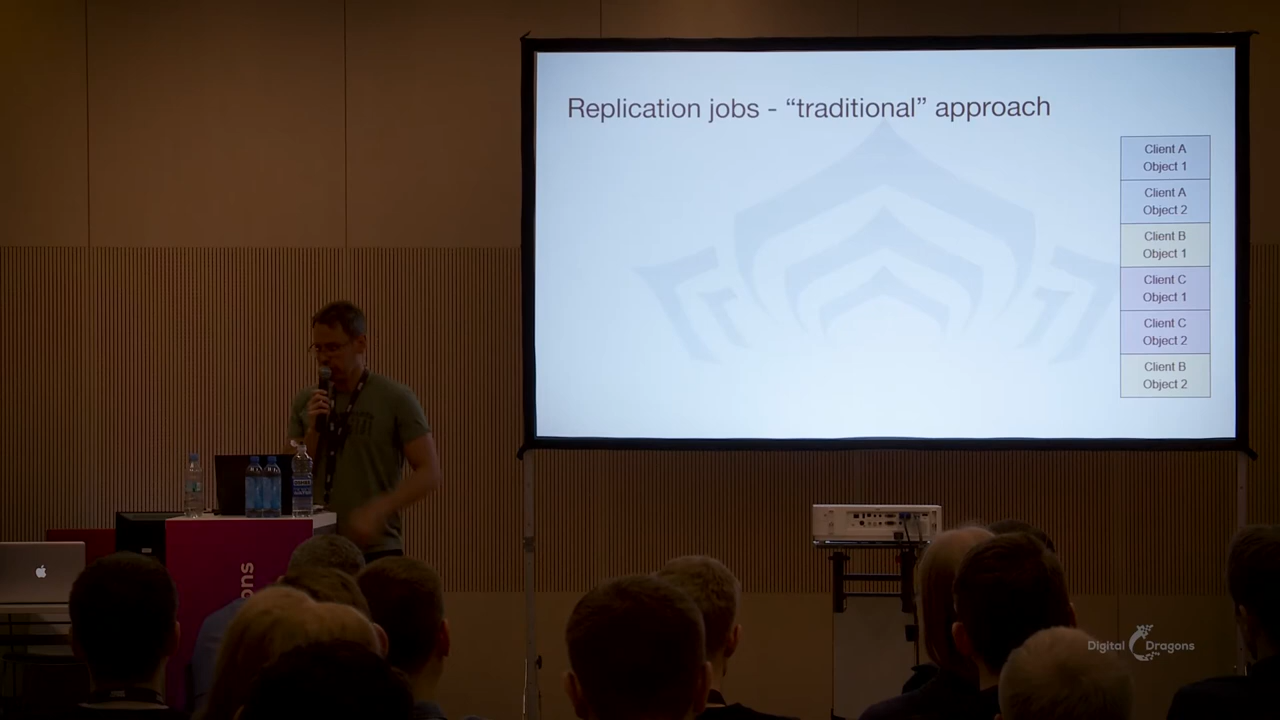 Replication jobs - “traditional” approach
Client A
Object 1
Client A
Object 2
Client B
Object 1
Client C
Object 1
Client C
Object 2
Client B
Object 2
ons
Digital Dragons